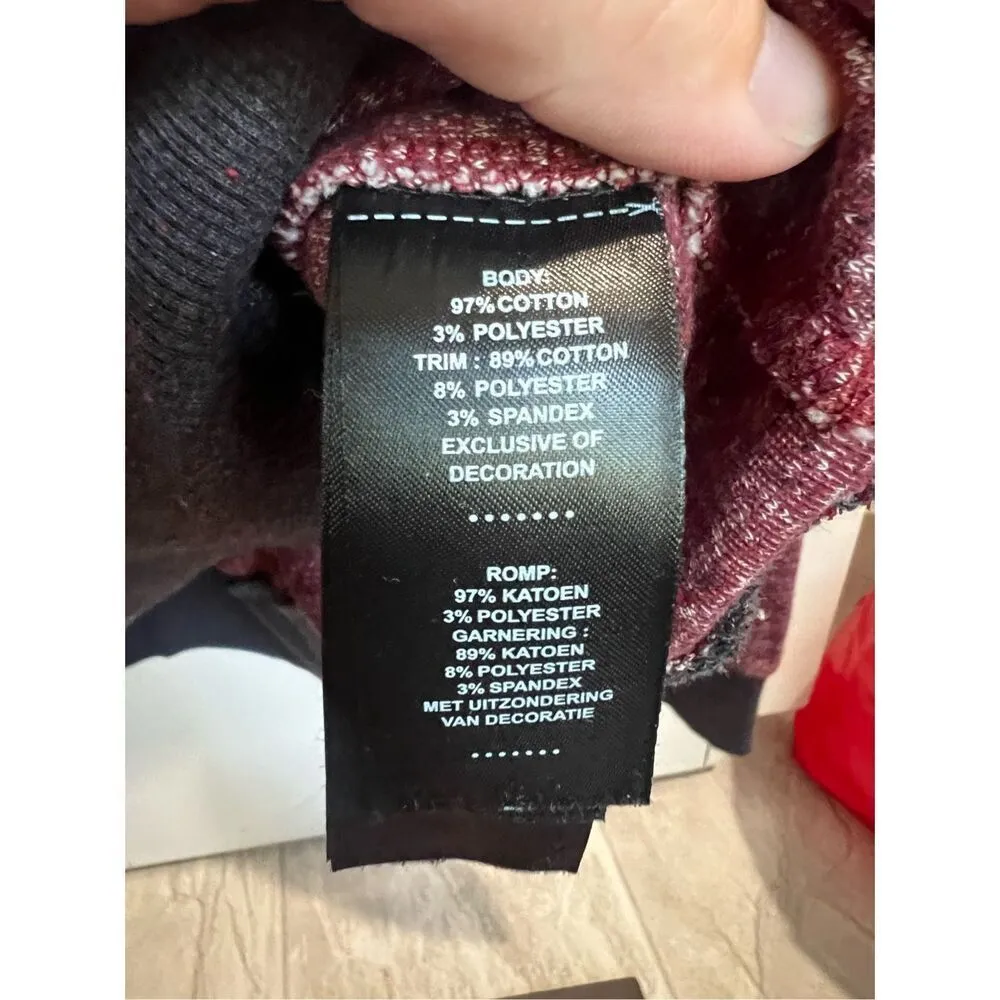 BODY:
97% COTTON
3% POLYESTER
TRIM : 89% COTTON
8% POLYESTER
3% SPANDEX
EXCLUSIVE OF
DECORATION
.......
ROMP:
97% KATOEN
3% POLYESTER
GARNERING :
89% KATOEN
8% POLYESTER
3% SPANDEX
MET UITZONDERING
VAN DECORATIE
.......